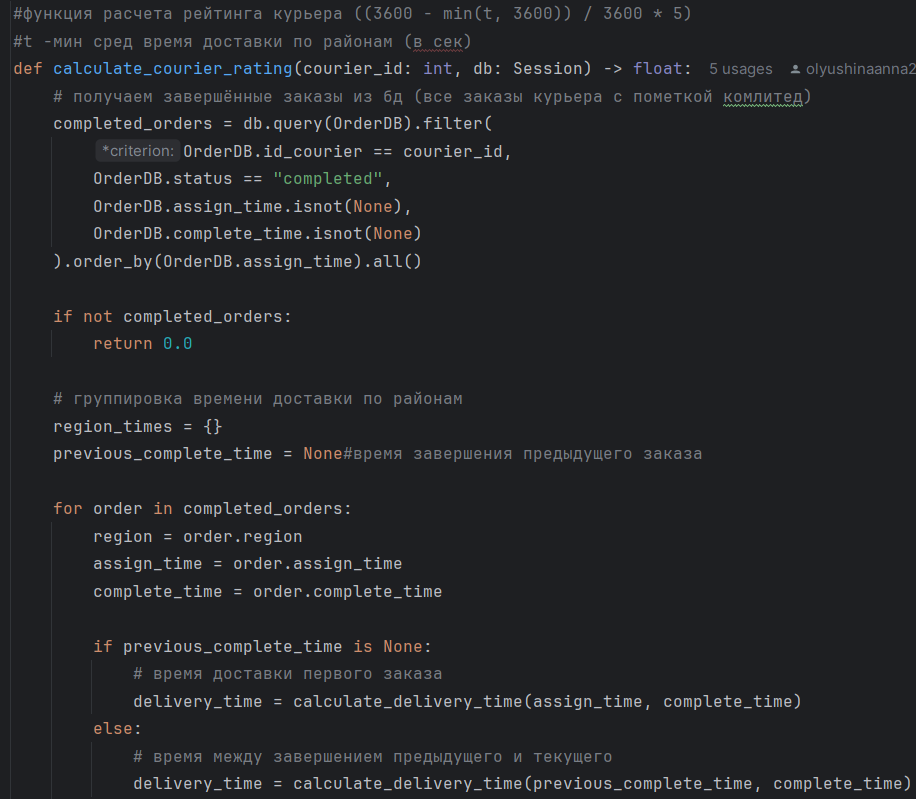 #функция расчета рейтинга курьера ((3600 - min(t, 3600)) / 3600 * 5)
#t -мин сред время доставки по районам (в сек)
def calculate_courier_rating(courier_id: int, db: Session) -> float: 5 usages olyushinaanna2
# получаем завершённые заказы из бд (все заказы курьера с пометкой комлитед)
completed_orders = db.query(OrderDB).filter(
*criterion: OrderDB.id_courier == courier_id,
OrderDB.status == "completed",
OrderDB.assign_time.isnot(None),
OrderDB.complete_time.isnot(None)
).order_by(OrderDB.assign_time).all()
if not completed_orders:
return 0.0
# группировка времени доставки по районам
region_times = {}
previous_complete_time = None#время завершения предыдущего заказа
for order in completed_orders:
region = order.region
assign_time = order.assign_time
complete_time = order.complete_time
if previous_complete_time is None:
# время доставки первого заказа
delivery_time = calculate_delivery_time(assign_time, complete_time)
else:
# время между завершением предыдущего и текущего
delivery_time = calculate_delivery_time(previous_complete_time, complete_time)